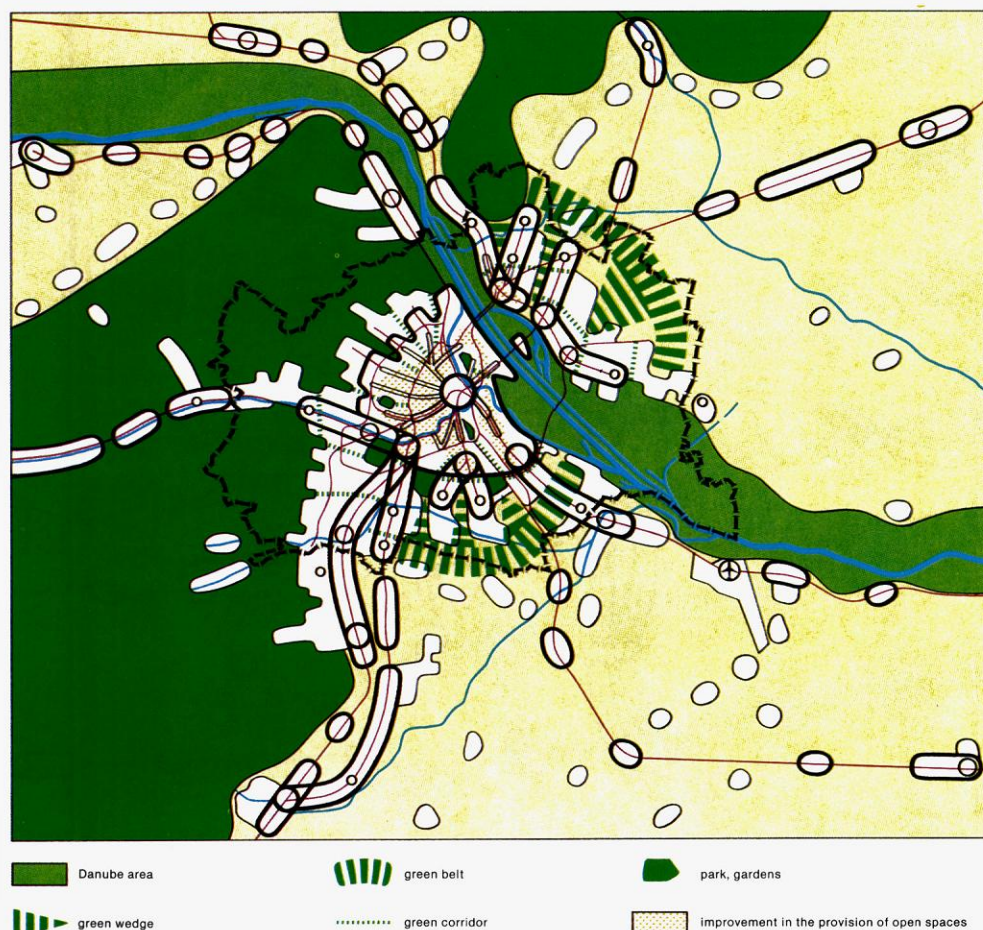 Danube area
green belt
park, gardens
green wedge
green corridor
improvement in the provision of open spaces